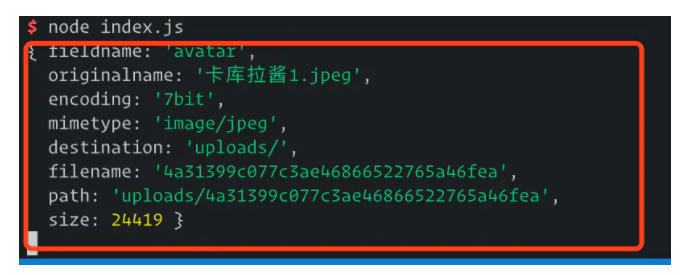 $ node index.js
{ fieldname: 'avatar',
originalname: '卡库拉酱1.jpeg',
encoding: '7bit',
mimetype: 'image/jpeg',
destination: 'uploads/',
filename: '4a31399c077c3ae46866522765a46fea',
path: 'uploads/4a31399c077c3ae46866522765a46fea',
size: 24419 }